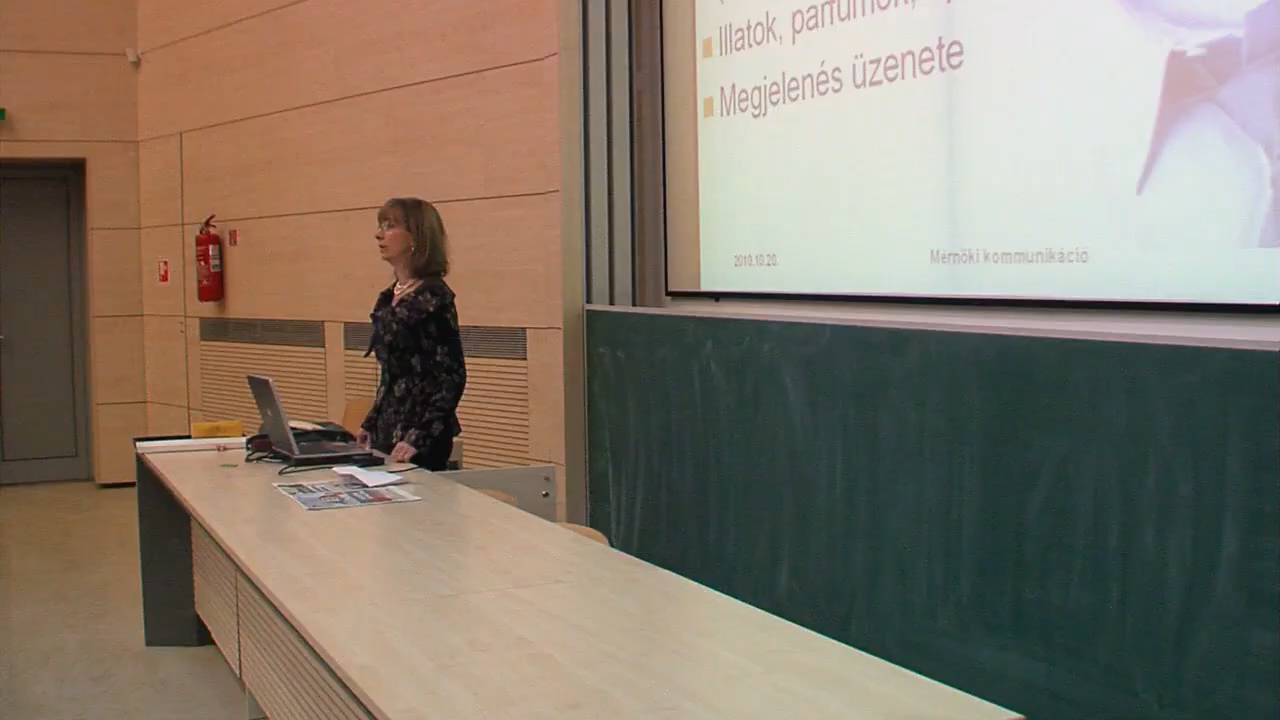 Illatok, parfümök,
Megjelenés üzenete
2010.10.20.
Mérnöki kommunikáció